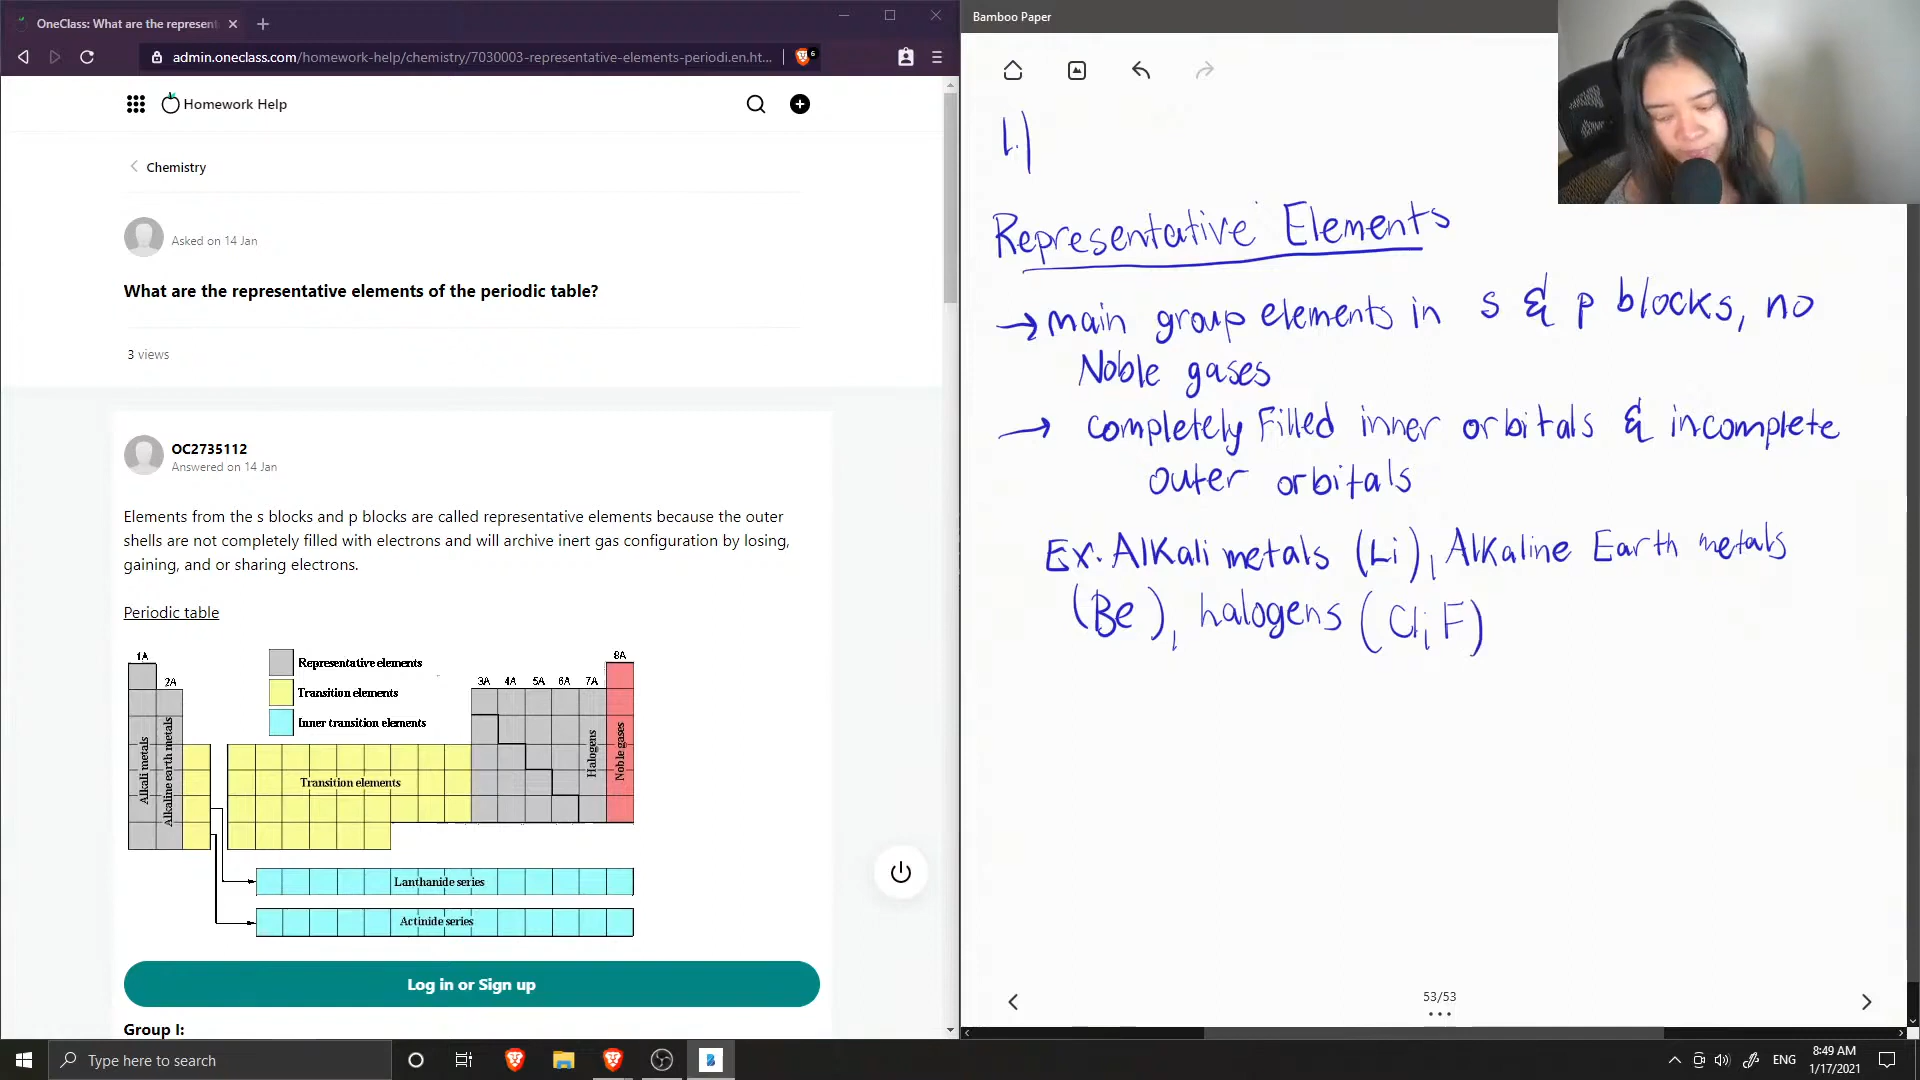 OneClass: What are the represent
Bamboo Paper
admin.oneclass.com/homework-help/chemistry/7030003-representative-elements-periodi.en.ht...
6
Homework Help
Chemistry
Asked on 14 Jan
What are the representative elements of the periodic table?
3 views
OC2735112
Answered on 14 Jan
Elements from the s blocks and p blocks are called representative elements because the outer
shells are not completely filled with electrons and will archive inert gas configuration by losing,
gaining, and or sharing electrons.
Periodic table
1A
2A
Representative elements
Transition elements
Inner transition elements
3A 4A 5A 6A 7A
8A
Alkali metals
Alkaline earth metals
Transition elements
Halogens
Noble gases
Lanthanide series
Actinide series
Log in or Sign up
Group I:
1.)
Representative Elements
→ main group elements in s & p blocks, no
Noble gases
→ completely Filled inner orbitals & incomplete
outer orbitals
Ex. Alkali metals (Li), Alkaline Earth metals
(Be), halogens (Cl, F)
53/53
Type here to search
ENG
8:49 AM
1/17/2021